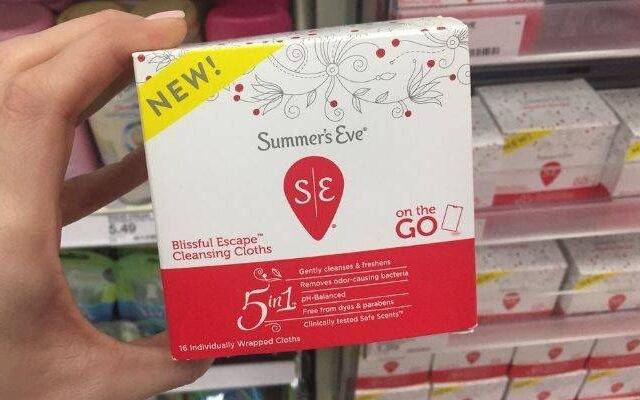 NEW!
Summer's Eve®
S|E
Blissful Escape™
Cleansing Cloths
on the
GO
5in1
Gently cleanses & freshens
Removes odor-causing bacteria
pH-Balanced
Free from dyes & parabens
Clinically tested Safe Scents™
16 Individually Wrapped Cloths
5.49